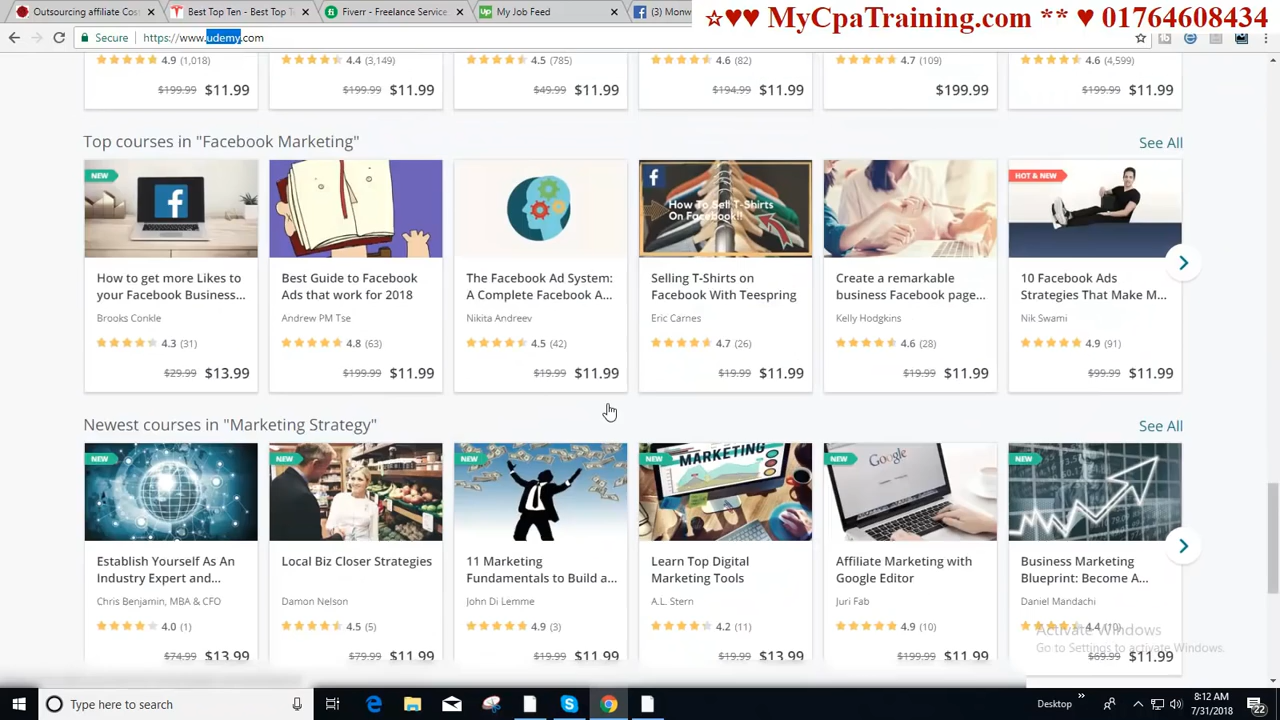 Outsourcing affiliate Cos
Best Top Ten - Best Top T
Fiverr - Freelance Service
My Job Feed
(3) Monw
☆♥♥ MyCpaTraining.com ** ♥ 01764608434
Secure https://www.udemy.com
4.9 (1,018) 4.4 (3,149) 4.5 (785) 4.6 (82) 4.7 (109) 4.6 (4,599)
$199.99 $11.99 $199.99 $11.99 $49.99 $11.99 $194.99 $11.99 $199.99 $199.99 $11.99
Top courses in "Facebook Marketing" See All
NEW
How to get more Likes to
your Facebook Business...
Brooks Conkle
4.3 (31)
$29.99 $13.99
Best Guide to Facebook
Ads that work for 2018
Andrew PM Tse
4.8 (63)
$199.99 $11.99
The Facebook Ad System:
A Complete Facebook A...
Nikita Andreev
4.5 (42)
$19.99 $11.99
How To Sell T-Shirts
On Facebook!!
Selling T-Shirts on
Facebook With Teespring
Eric Carnes
4.7 (26)
$19.99 $11.99
Create a remarkable
business Facebook page...
Kelly Hodgkins
4.6 (28)
$19.99 $11.99
HOT & NEW
10 Facebook Ads
Strategies That Make M...
Nik Swami
4.9 (91)
$99.99 $11.99
Newest courses in "Marketing Strategy" See All
NEW
Establish Yourself As An
Industry Expert and...
Chris Benjamin, MBA & CFO
4.0 (1)
$74.99 $13.99
NEW
Local Biz Closer Strategies
Damon Nelson
4.5 (5)
$79.99 $11.99
NEW
11 Marketing
Fundamentals to Build a...
John Di Lemme
4.9 (3)
$19.99 $11.99
NEW
MARKETING
Learn Top Digital
Marketing Tools
A.L. Stern
4.2 (11)
$19.99 $13.99
NEW
Google
Affiliate Marketing with
Google Editor
Juri Fab
4.9 (10)
$199.99 $11.99
NEW
Business Marketing
Blueprint: Become A...
Daniel Mandachi
4.4 (10)
$69.99 $11.99
Activate Windows
Go to Settings to activate Windows.
Type here to search
Desktop
8:12 AM
7/31/2018
22